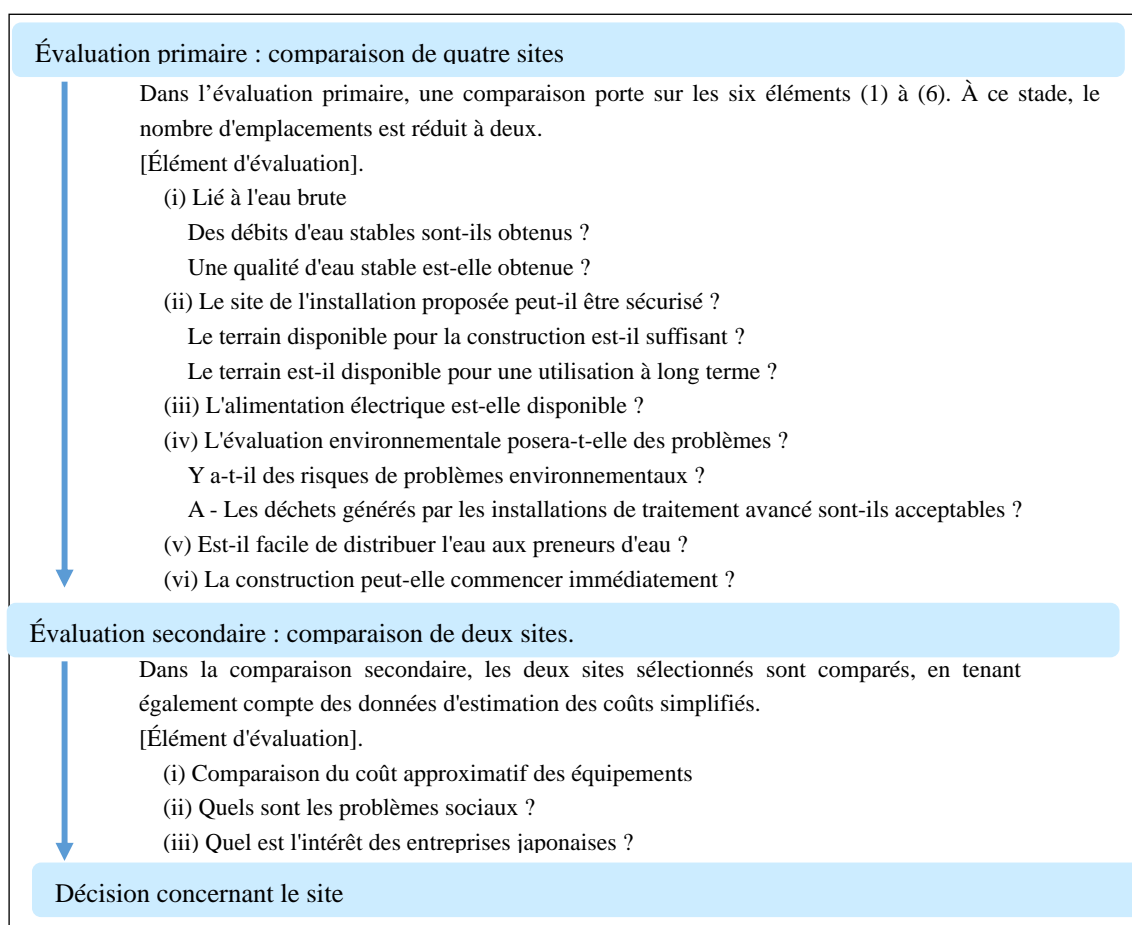 Évaluation primaire : comparaison de quatre sites
Dans l’évaluation primaire, une comparaison porte sur les six éléments (1) à (6). À ce stade, le
nombre d'emplacements est réduit à deux.
[Élément d'évaluation].
(i) Lié à l'eau brute
Des débits d'eau stables sont-ils obtenus ?
Une qualité d'eau stable est-elle obtenue ?
(ii) Le site de l'installation proposée peut-il être sécurisé ?
Le terrain disponible pour la construction est-il suffisant ?
Le terrain est-il disponible pour une utilisation à long terme ?
(iii) L'alimentation électrique est-elle disponible ?
(iv) L'évaluation environnementale posera-t-elle des problèmes ?
Y a-t-il des risques de problèmes environnementaux ?
A - Les déchets générés par les installations de traitement avancé sont-ils acceptables ?
(v) Est-il facile de distribuer l'eau aux preneurs d'eau ?
(vi) La construction peut-elle commencer immédiatement ?
Évaluation secondaire : comparaison de deux sites.
Dans la comparaison secondaire, les deux sites sélectionnés sont comparés, en tenant
également compte des données d'estimation des coûts simplifiés.
[Élément d'évaluation].
(i) Comparaison du coût approximatif des équipements
(ii) Quels sont les problèmes sociaux ?
(iii) Quel est l'intérêt des entreprises japonaises ?
Décision concernant le site